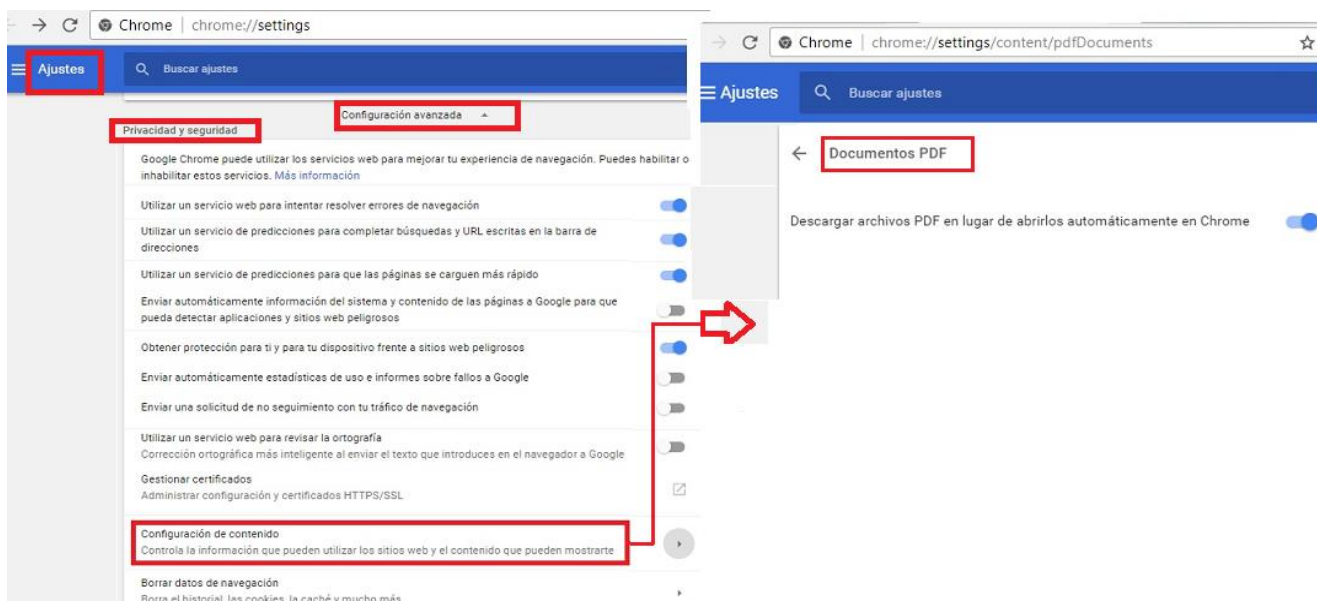 Chrome | chrome://settings
Ajustes
Buscar ajustes
Configuración avanzada
Privacidad y seguridad
Google Chrome puede utilizar los servicios web para mejorar tu experiencia de navegación. Puedes habilitar o
inhabilitar estos servicios. Más información
Utilizar un servicio web para intentar resolver errores de navegación
Utilizar un servicio de predicciones para completar búsquedas y URL escritas en la barra de
direcciones
Utilizar un servicio de predicciones para que las páginas se carguen más rápido
Enviar automáticamente información del sistema y contenido de las páginas a Google para que
pueda detectar aplicaciones y sitios web peligrosos
Obtener protección para ti y para tu dispositivo frente a sitios web peligrosos
Enviar automáticamente estadísticas de uso e informes sobre fallos a Google
Enviar una solicitud de no seguimiento con tu tráfico de navegación
Utilizar un servicio web para revisar la ortografía
Corrección ortográfica más inteligente al enviar el texto que introduces en el navegador a Google
Gestionar certificados
Administrar configuración y certificados HTTPS/SSL
Configuración de contenido
Controla la información que pueden utilizar los sitios web y el contenido que pueden mostrarte
Borrar datos de navegación
Borra el historial, las cookies, la caché y mucho más
Chrome | chrome://settings/content/pdfDocuments
Ajustes
Buscar ajustes
Documentos PDF
Descargar archivos PDF en lugar de abrirlos automáticamente en Chrome